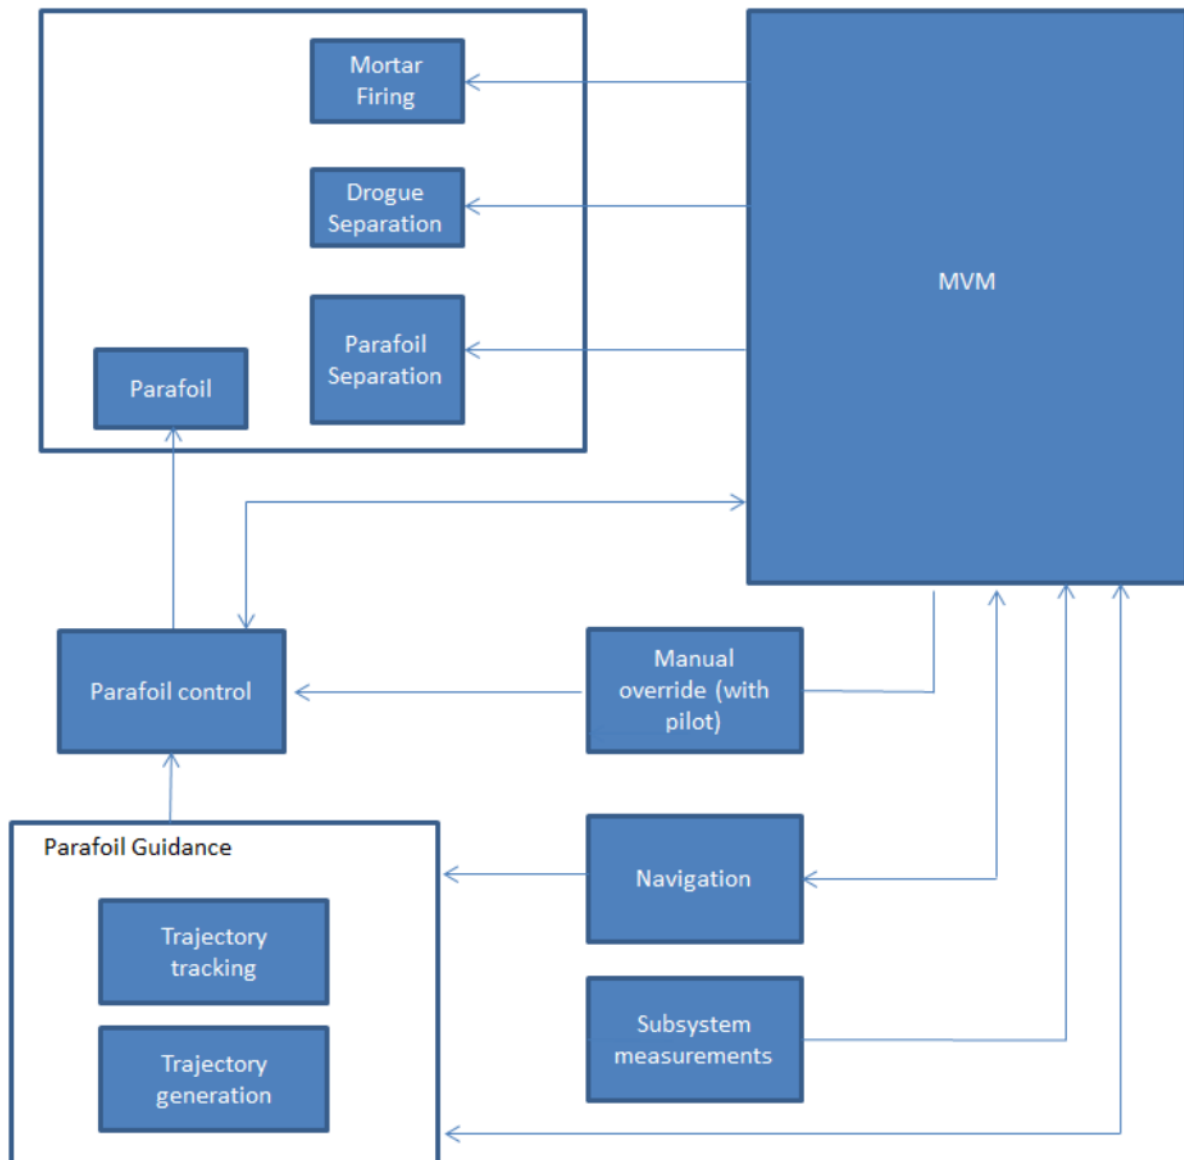 Mortar
Firing
Drogue
Separation
MVM
Parafoil
Separation
Parafoil
Parafoil control
Manual
override (with
pilot)
Parafoil Guidance
Navigation
Trajectory
tracking
Subsystem
measurements
Trajectory
generation